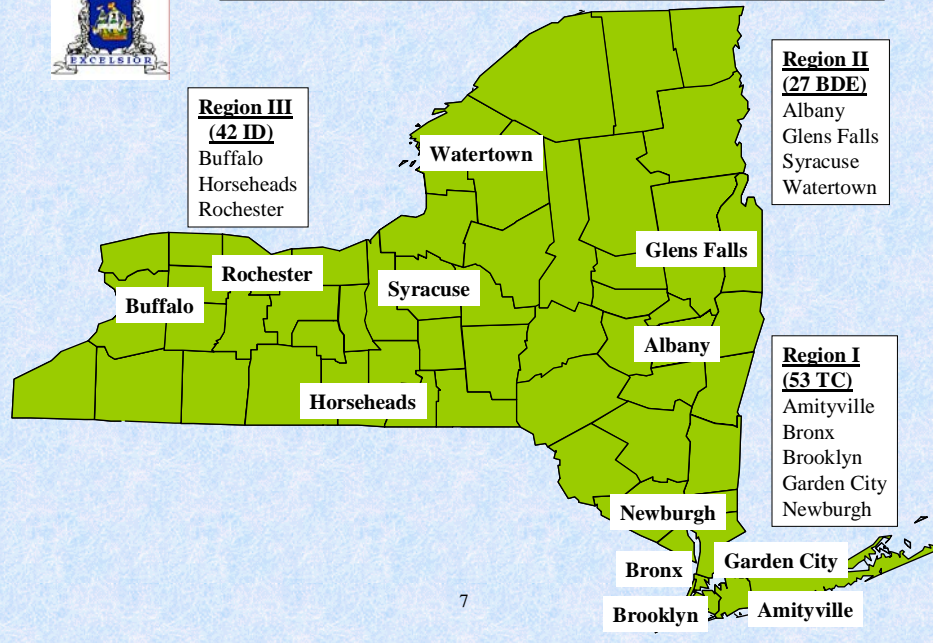 EXCELSIOR
Region III
(42 ID)
Buffalo
Horseheads
Rochester
Region II
(27 BDE)
Albany
Glens Falls
Syracuse
Watertown
Watertown
Glens Falls
Rochester
Syracuse
Buffalo
Albany
Horseheads
Region I
(53 TC)
Amityville
Bronx
Brooklyn
Garden City
Newburgh
Newburgh
Garden City
Bronx
Brooklyn
Amityville
7